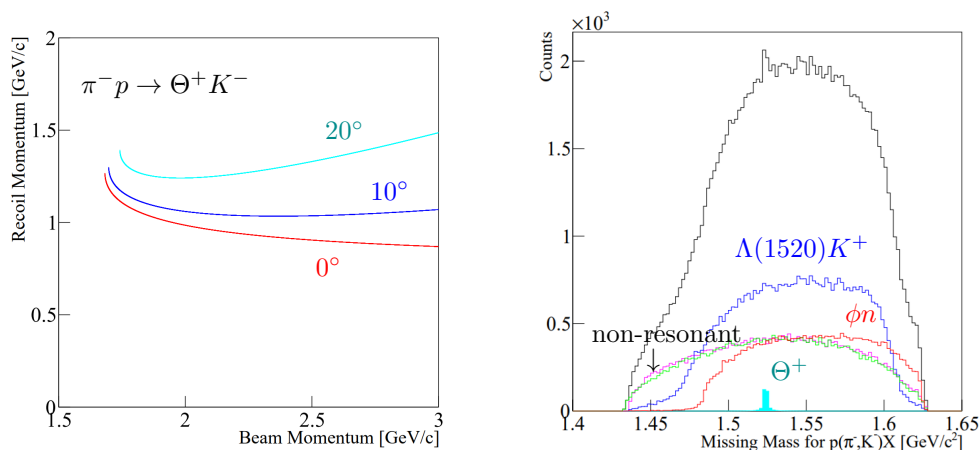 Recoil Momentum [GeV/c]
2
1.5
1
0.5
0
π⁻p → Θ⁺K⁻
20°
10°
0°
1.5
2
2.5
3
Beam Momentum [GeV/c]
×10³
Counts
2
1.5
1
0.5
0
Λ(1520)K⁺
ϕn
non-resonant
Θ⁺
1.4
1.45
1.5
1.55
1.6
1.65
Missing Mass for p(π⁻,K⁻)X [GeV/c²]